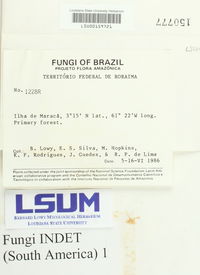 Louisiana State University
LSU00159721
150777
FUNGI OF BRAZIL
PROJETO FLORA AMAZÔNICA
TERRITÓRIO FEDERAL DE RORAIMA
No. 1228R
Ilha de Maracá, 3°15' N lat., 61° 22'W long.
Primary forest.
Col. B. Lowy, S. S. Silva, M. Hopkins,
K. F. Rodrigues, J. Guedes, & R. P. de Lima
Date: 5-16-VI 1986
LSUM
BERNARD LOWY MYCOLOGICAL HERBARIUM
LOUISIANA STATE UNIVERSITY
Fungi INDET
(South America) 1